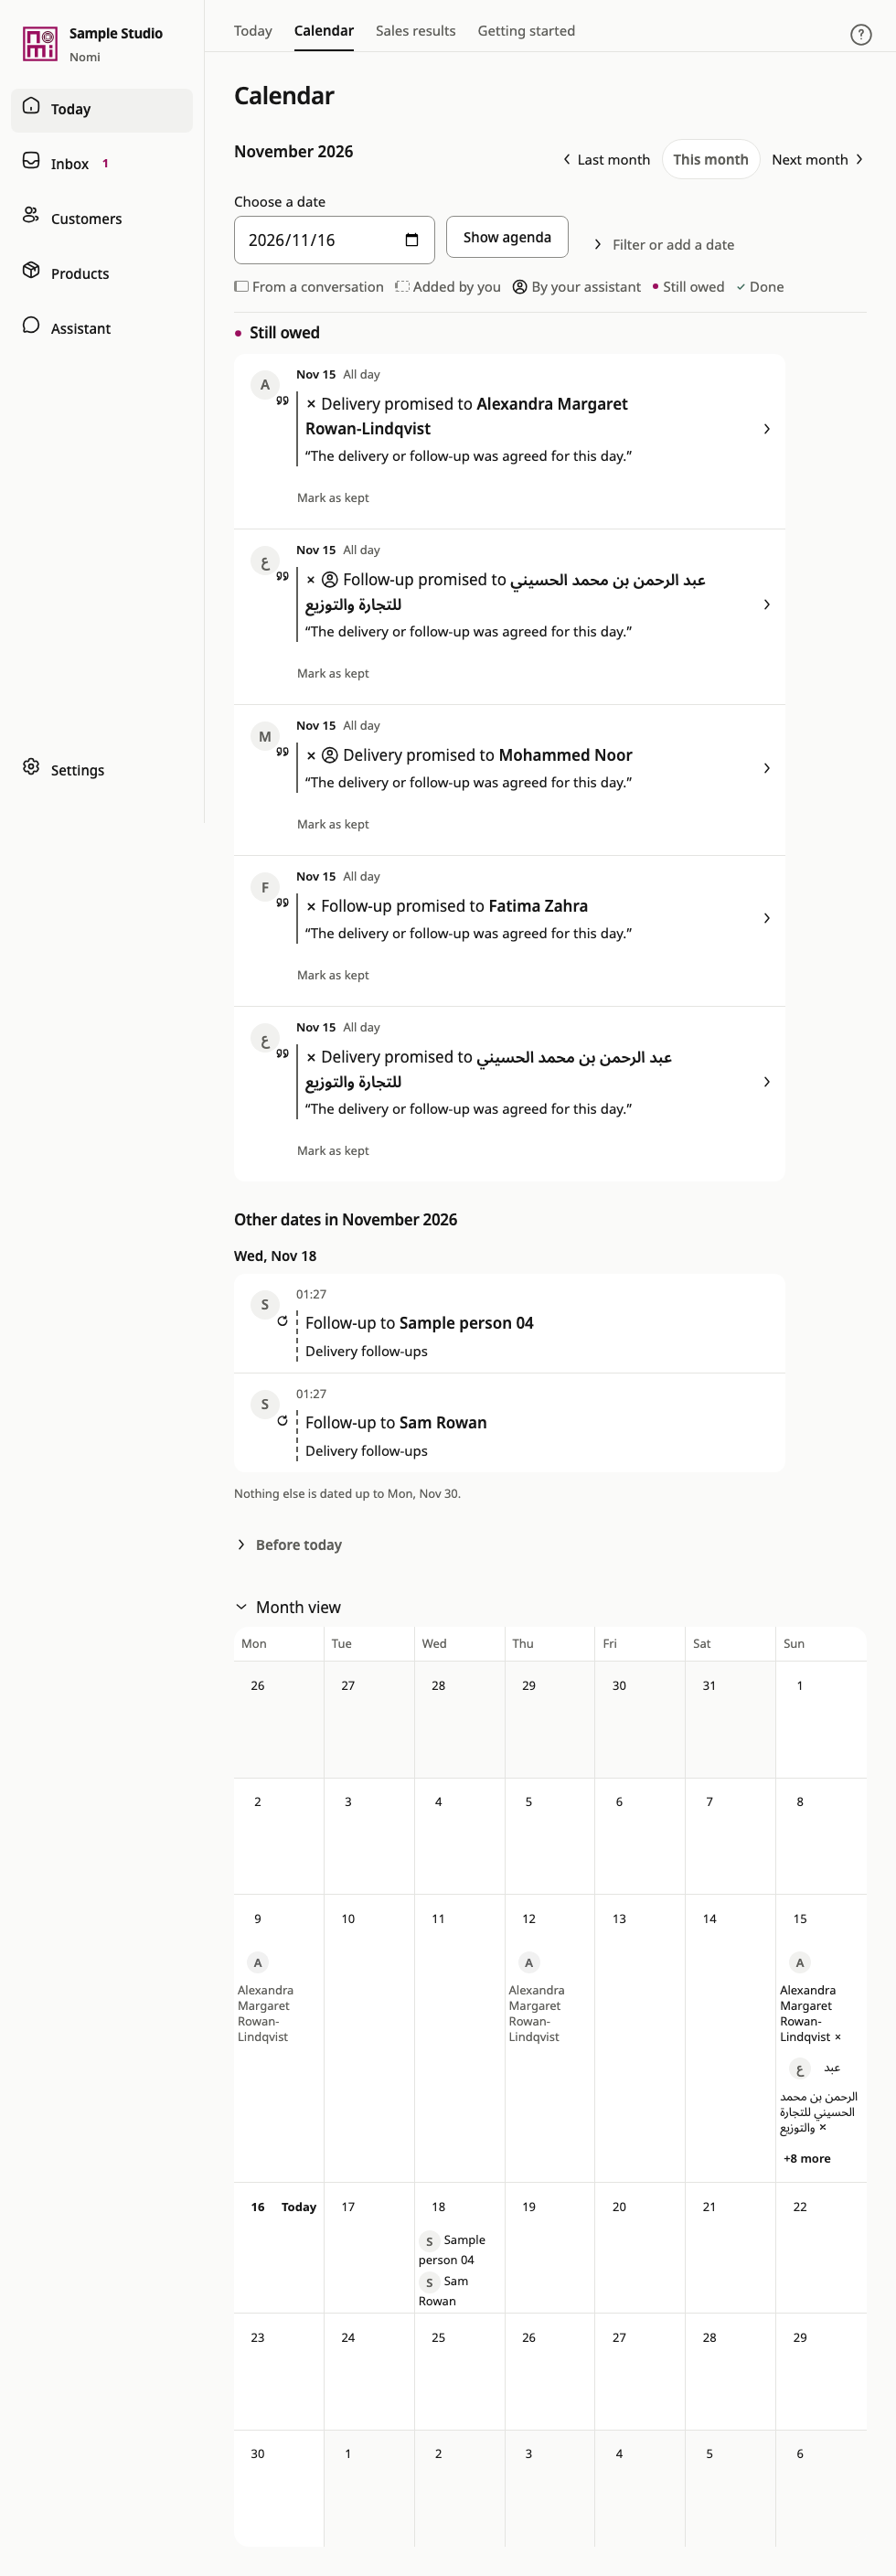 Sample Studio
Nomi
Today
Inbox 1
Customers
Products
Assistant
Settings
Today Calendar Sales results Getting started
Calendar
November 2026
Last month This month Next month
Choose a date
2026/11/16 Show agenda Filter or add a date
From a conversation Added by you By your assistant Still owed Done
Still owed
A
Nov 15 All day
× Delivery promised to Alexandra Margaret
Rowan-Lindqvist
“The delivery or follow-up was agreed for this day.”
Mark as kept
ع
Nov 15 All day
× Follow-up promised to عبد الرحمن بن محمد الحسيني
للتجارة والتوزيع
“The delivery or follow-up was agreed for this day.”
Mark as kept
M
Nov 15 All day
× Delivery promised to Mohammed Noor
“The delivery or follow-up was agreed for this day.”
Mark as kept
F
Nov 15 All day
× Follow-up promised to Fatima Zahra
“The delivery or follow-up was agreed for this day.”
Mark as kept
ع
Nov 15 All day
× Delivery promised to عبد الرحمن بن محمد الحسيني
للتجارة والتوزيع
“The delivery or follow-up was agreed for this day.”
Mark as kept
Other dates in November 2026
Wed, Nov 18
S
01:27
Follow-up to Sample person 04
Delivery follow-ups
S
01:27
Follow-up to Sam Rowan
Delivery follow-ups
Nothing else is dated up to Mon, Nov 30.
Before today
Month view
Mon Tue Wed Thu Fri Sat Sun
26 27 28 29 30 31 1
2 3 4 5 6 7 8
9 10 11 12 13 14 15
A
Alexandra
Margaret
Rowan-
Lindqvist
A
Alexandra
Margaret
Rowan-
Lindqvist
A
Alexandra
Margaret
Rowan-
Lindqvist ×
ع عبد
الرحمن بن محمد
الحسيني للتجارة
والتوزيع ×
+8 more
16 Today 17 18 19 20 21 22
S Sample
person 04
S Sam
Rowan
23 24 25 26 27 28 29
30 1 2 3 4 5 6